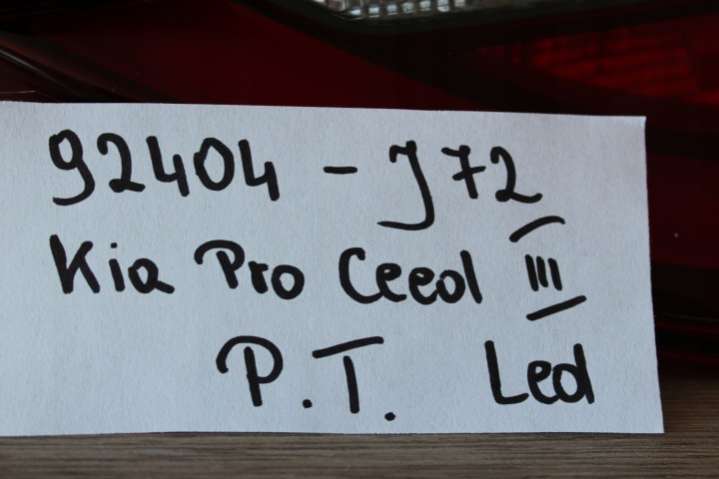 92404 - J72
Kia Pro Ceed III
P.T. Led